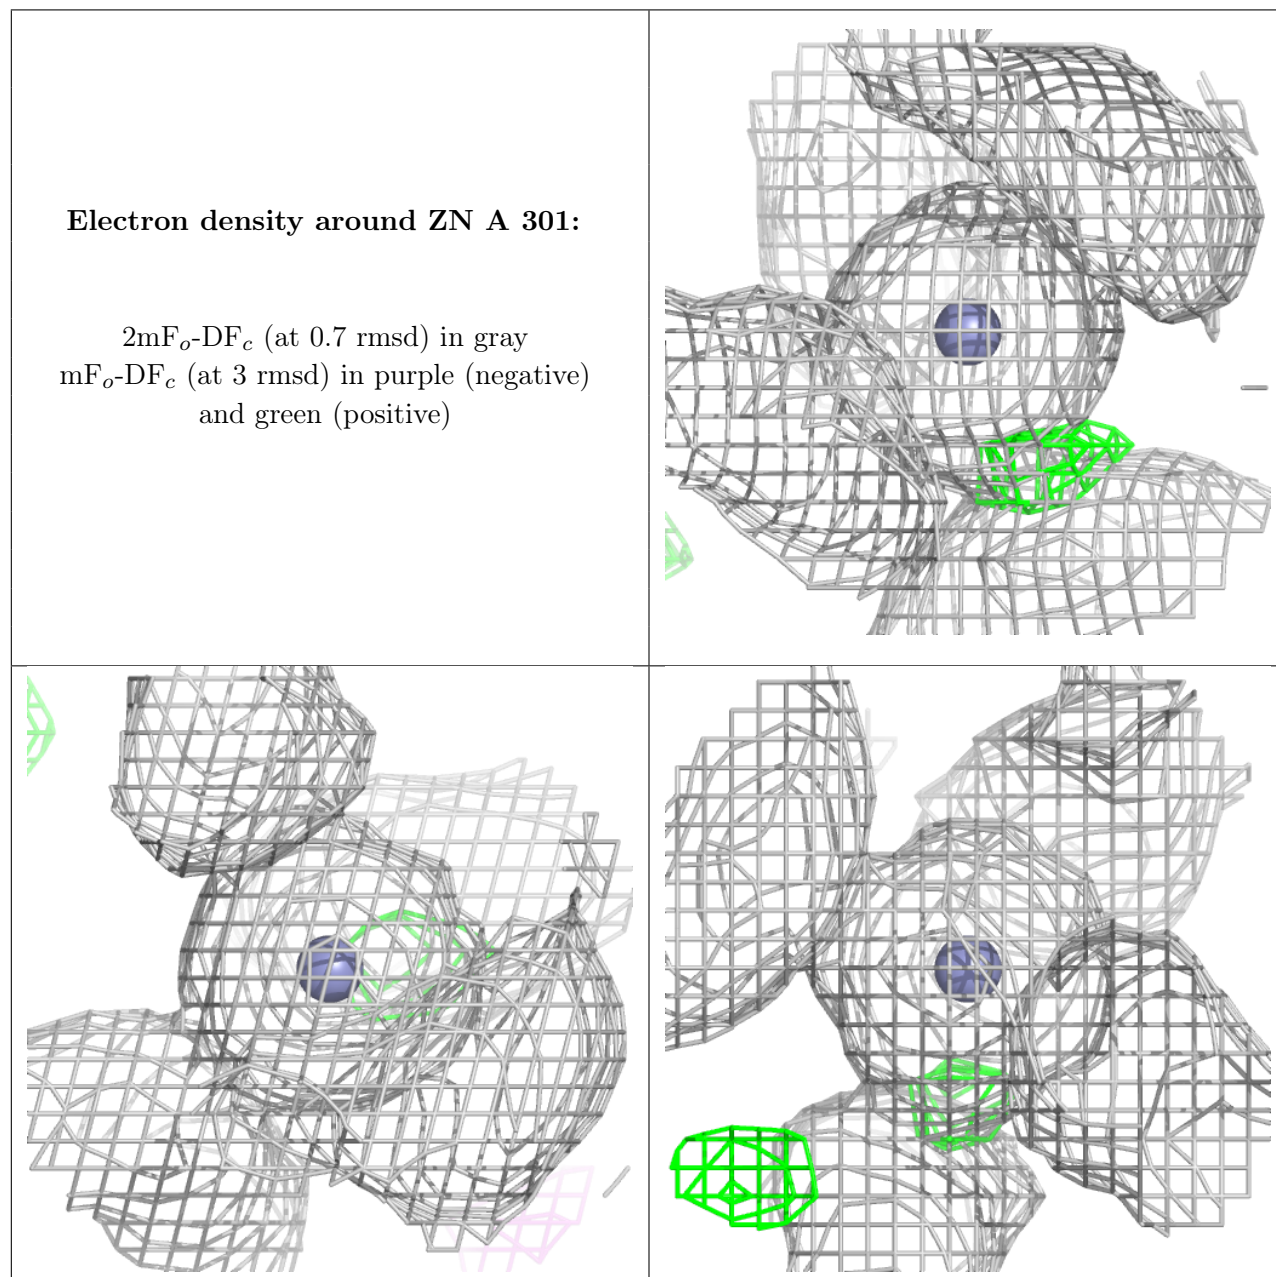 Electron density around ZN A 301:
2mFo-DFc (at 0.7 rmsd) in gray
mFo-DFc (at 3 rmsd) in purple (negative)
and green (positive)